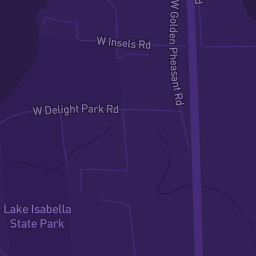 W Insels Rd
W Golden Pheasant Rd
W Delight Park Rd
Lake Isabella
State Park